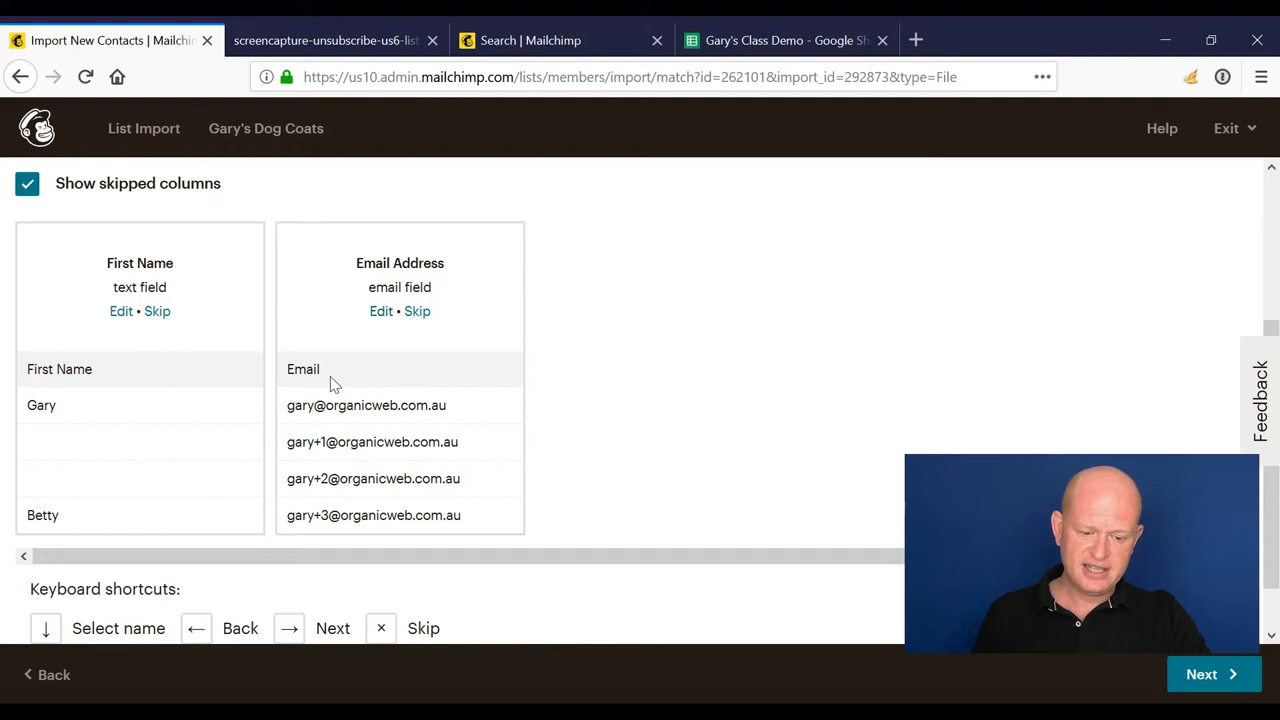 Import New Contacts | Mailchi
screencapture-unsubscribe-us6-list
Search | Mailchimp
Gary's Class Demo - Google Sh
https://us10.admin.mailchimp.com/lists/members/import/match?id=262101&import_id=292873&type=File
List Import
Gary's Dog Coats
Help
Exit
Show skipped columns
First Name
Email Address
text field
email field
Edit • Skip
Edit • Skip
First Name
Email
Gary
gary@organicweb.com.au
gary+1@organicweb.com.au
gary+2@organicweb.com.au
Betty
gary+3@organicweb.com.au
Feedback
Keyboard shortcuts:
↓ Select name ← Back → Next × Skip
Back
Next